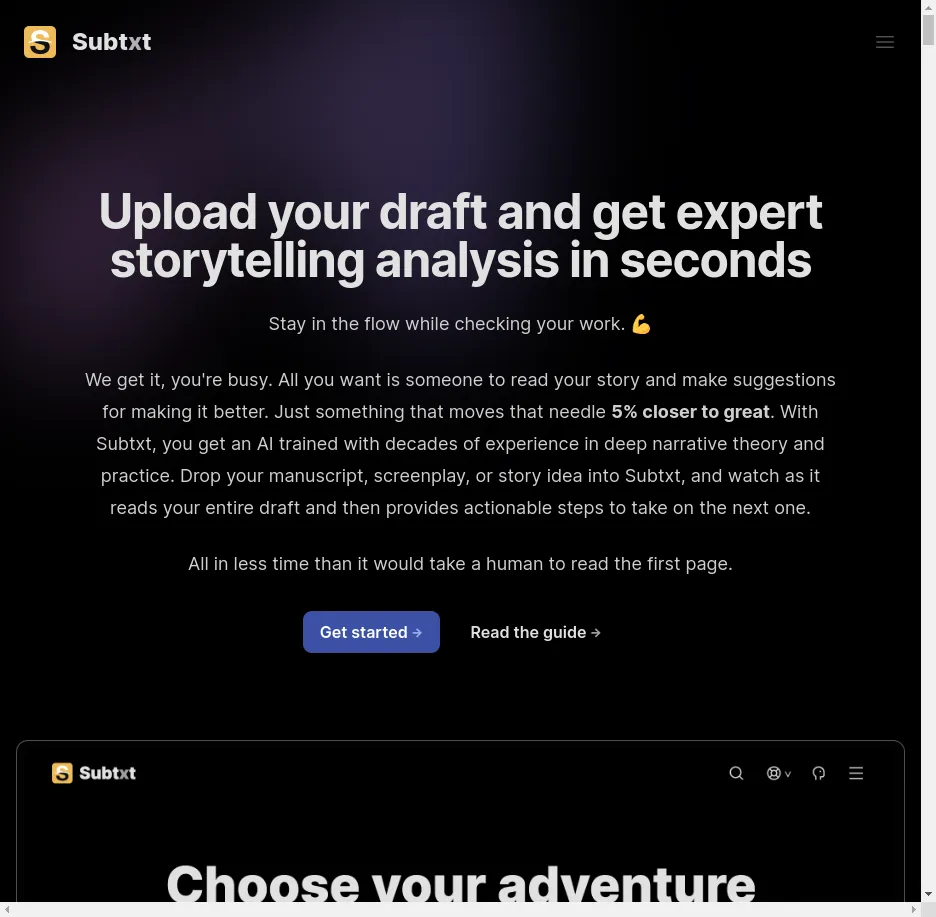 Subtxt
Upload your draft and get expert
storytelling analysis in seconds
Stay in the flow while checking your work. 💪
We get it, you're busy. All you want is someone to read your story and make suggestions
for making it better. Just something that moves that needle 5% closer to great. With
Subtxt, you get an AI trained with decades of experience in deep narrative theory and
practice. Drop your manuscript, screenplay, or story idea into Subtxt, and watch as it
reads your entire draft and then provides actionable steps to take on the next one.
All in less time than it would take a human to read the first page.
Get started →
Read the guide →
Subtxt
Choose your adventure